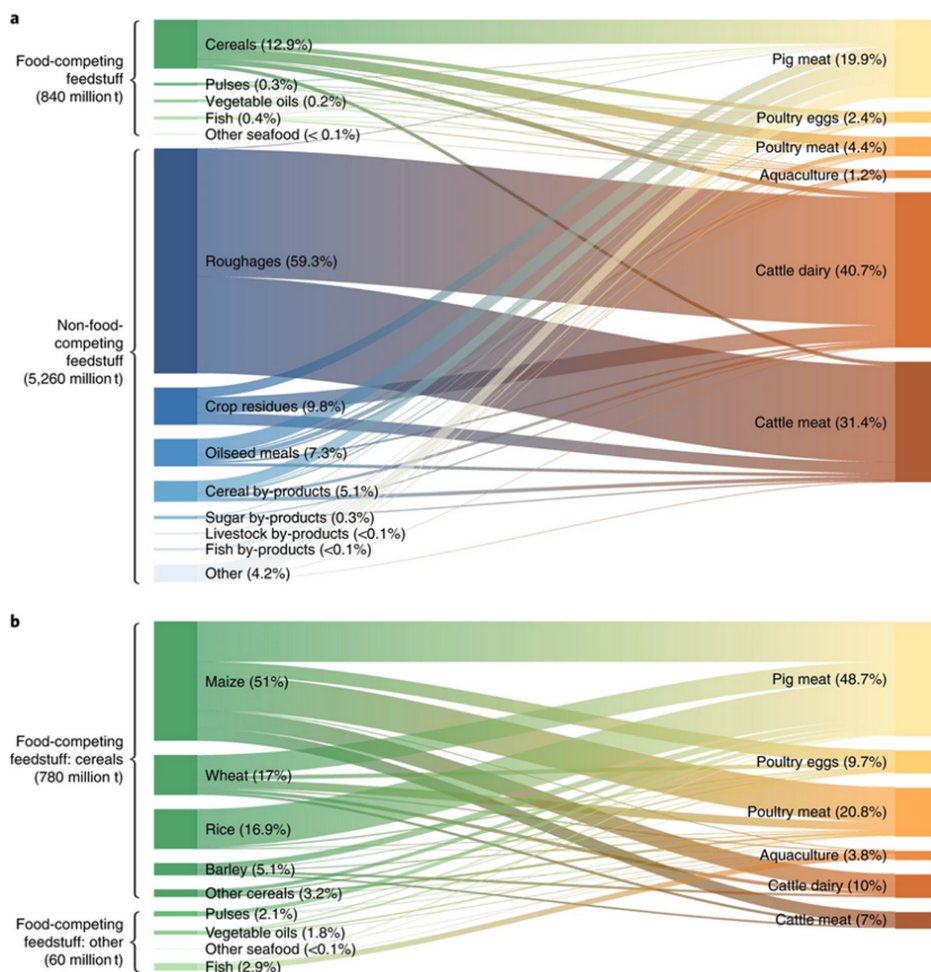 a
Food-competing
feedstuff
(840 million t)
Cereals (12.9%)
Pulses (0.3%)
Vegetable oils (0.2%)
Fish (0.4%)
Other seafood (< 0.1%)
Non-food-
competing
feedstuff
(5,260 million t)
Roughages (59.3%)
Crop residues (9.8%)
Oilseed meals (7.3%)
Cereal by-products (5.1%)
Sugar by-products (0.3%)
Livestock by-products (<0.1%)
Fish by-products (<0.1%)
Other (4.2%)
Pig meat (19.9%)
Poultry eggs (2.4%)
Poultry meat (4.4%)
Aquaculture (1.2%)
Cattle dairy (40.7%)
Cattle meat (31.4%)
b
Food-competing
feedstuff: cereals
(780 million t)
Maize (51%)
Wheat (17%)
Rice (16.9%)
Barley (5.1%)
Other cereals (3.2%)
Food-competing
feedstuff: other
(60 million t)
Pulses (2.1%)
Vegetable oils (1.8%)
Other seafood (<0.1%)
Fish (2.9%)
Pig meat (48.7%)
Poultry eggs (9.7%)
Poultry meat (20.8%)
Aquaculture (3.8%)
Cattle dairy (10%)
Cattle meat (7%)